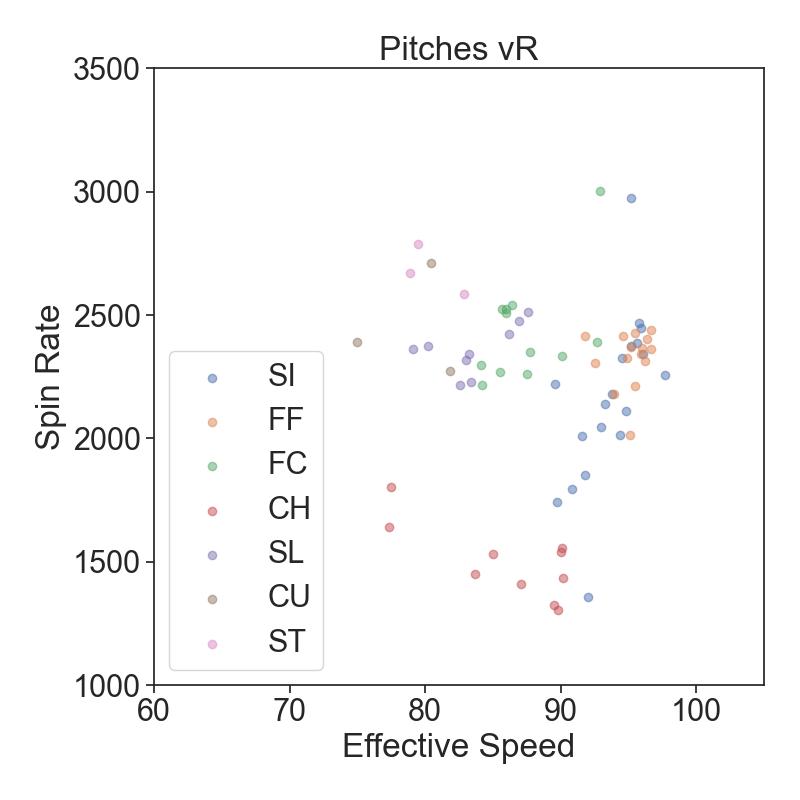 Pitches vR
3500
3000
2500
2000
1500
1000
Spin Rate
SI
FF
FC
CH
SL
CU
ST
60 70 80 90 100
Effective Speed